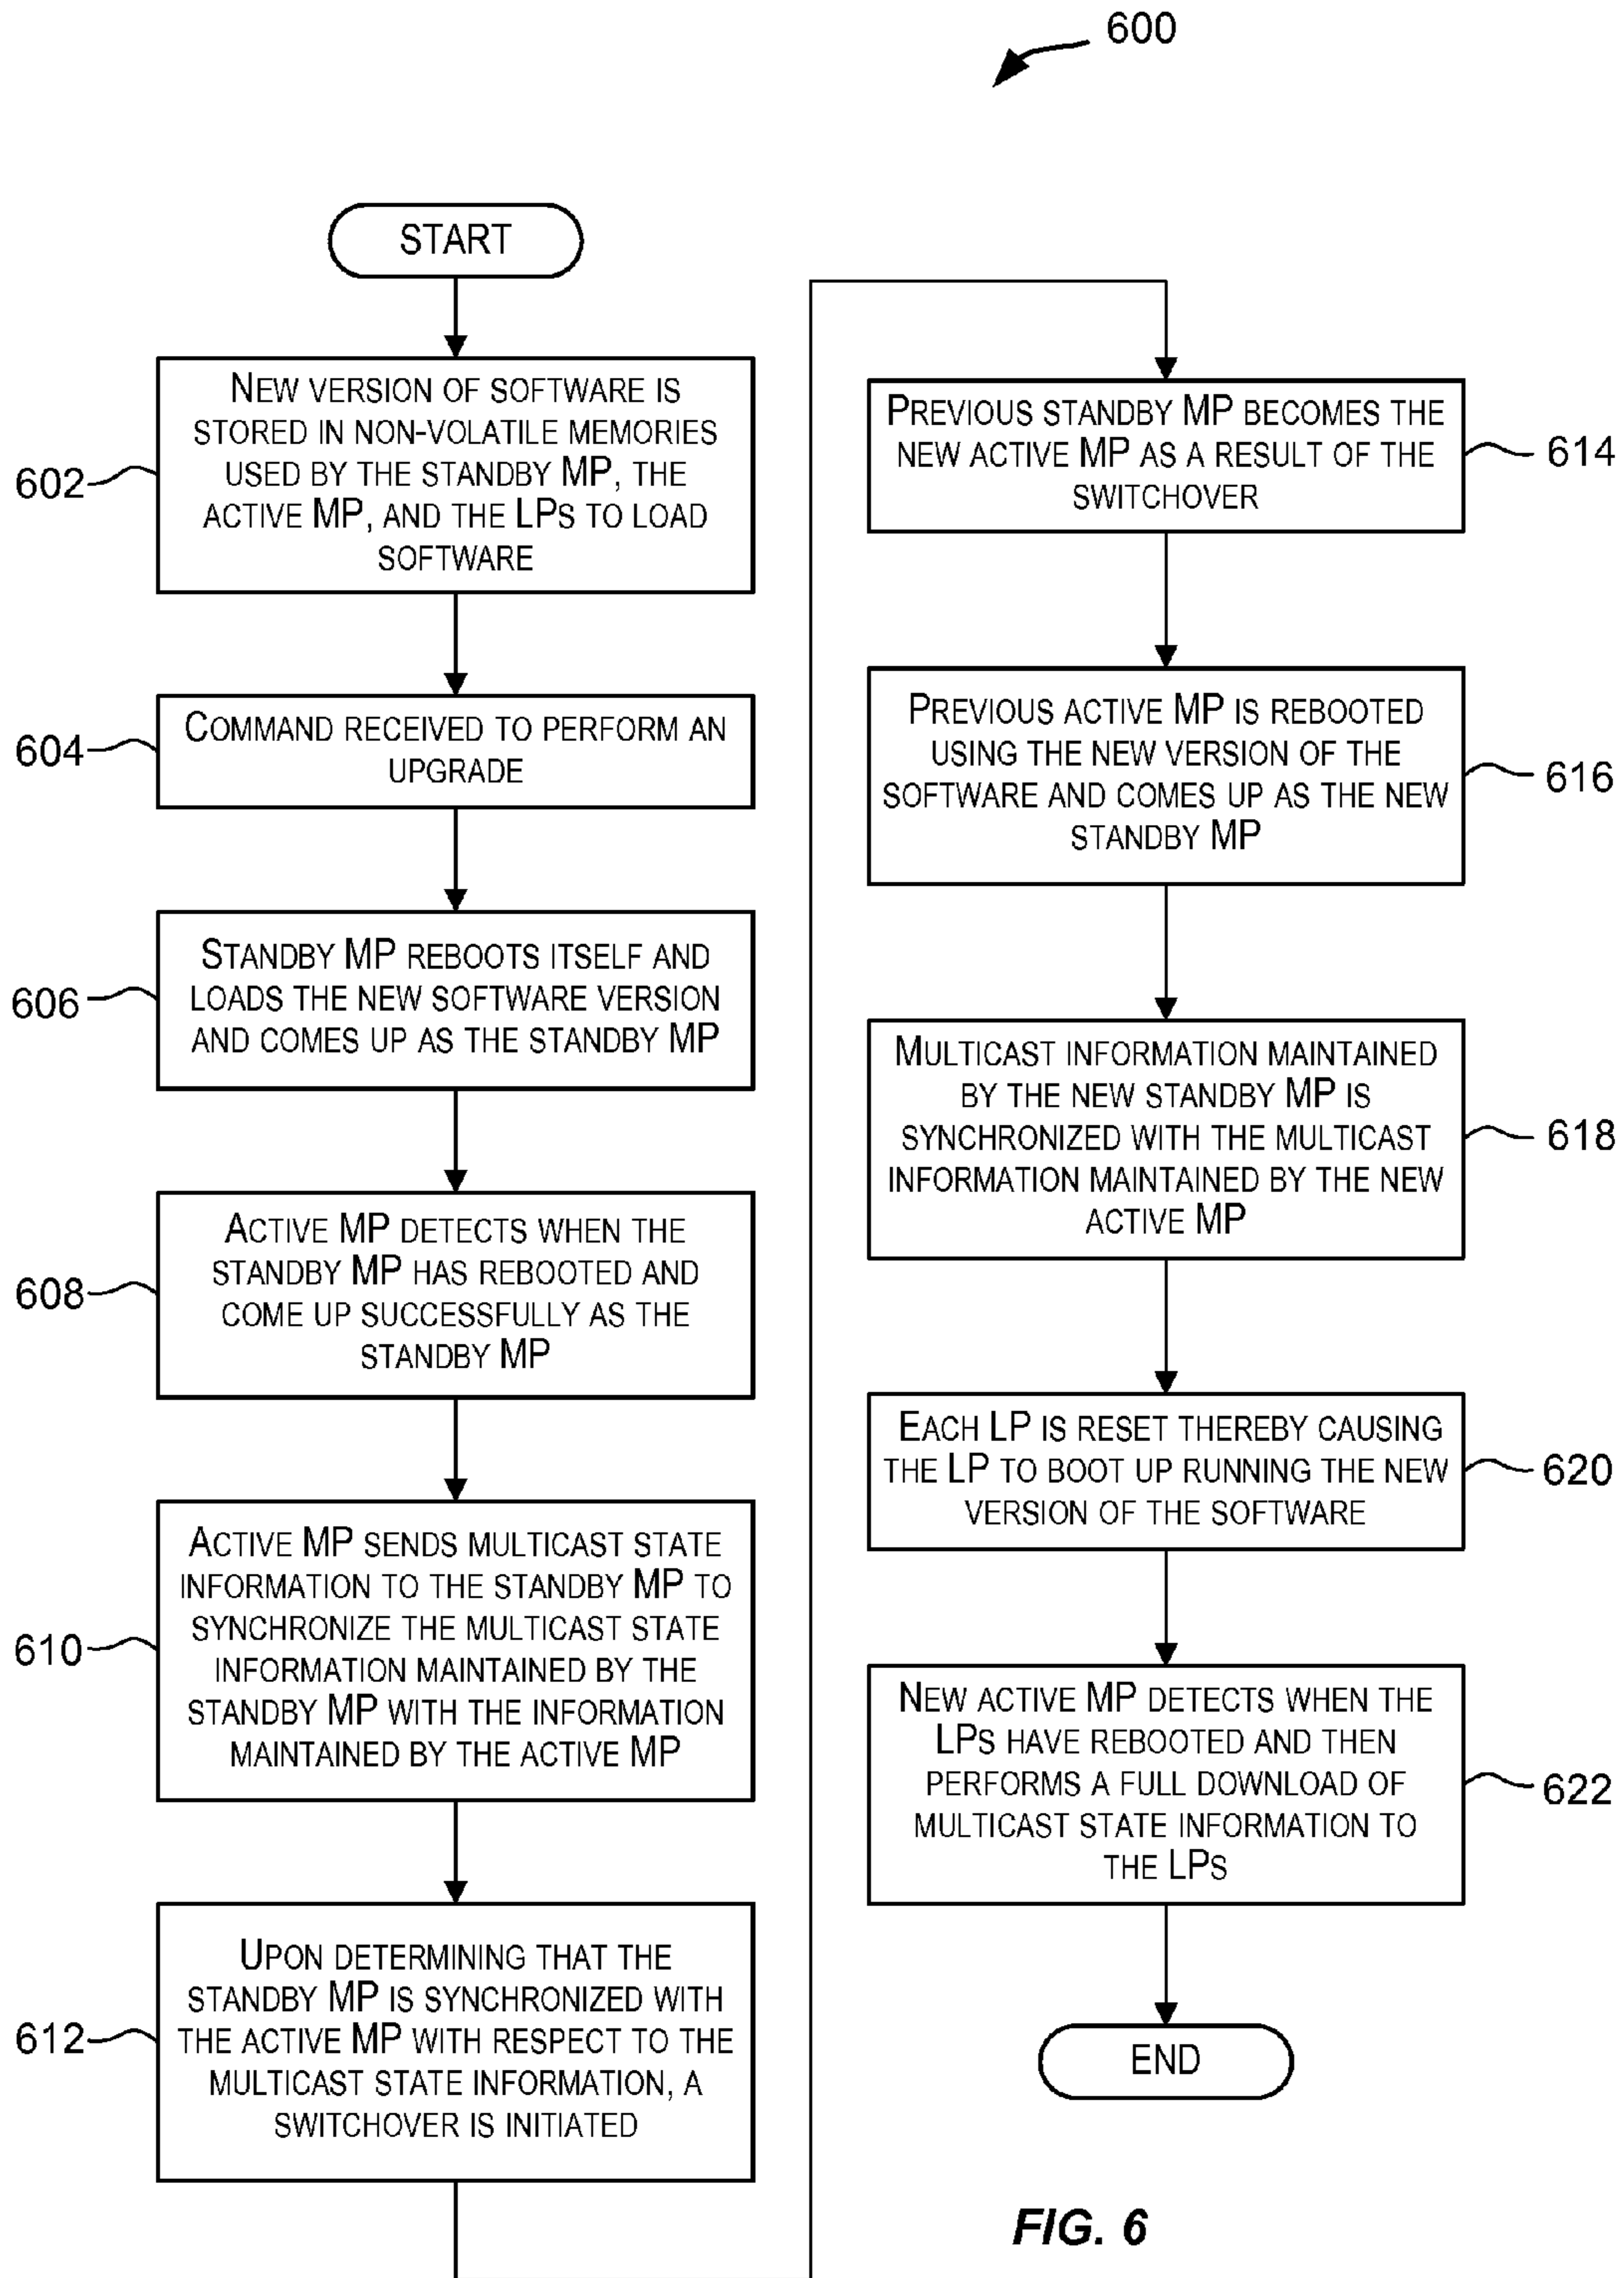 600
START
602
NEW VERSION OF SOFTWARE IS
STORED IN NON-VOLATILE MEMORIES
USED BY THE STANDBY MP, THE
ACTIVE MP, AND THE LPS TO LOAD
SOFTWARE
604
COMMAND RECEIVED TO PERFORM AN
UPGRADE
606
STANDBY MP REBOOTS ITSELF AND
LOADS THE NEW SOFTWARE VERSION
AND COMES UP AS THE STANDBY MP
608
ACTIVE MP DETECTS WHEN THE
STANDBY MP HAS REBOOTED AND
COME UP SUCCESSFULLY AS THE
STANDBY MP
610
ACTIVE MP SENDS MULTICAST STATE
INFORMATION TO THE STANDBY MP TO
SYNCHRONIZE THE MULTICAST STATE
INFORMATION MAINTAINED BY THE
STANDBY MP WITH THE INFORMATION
MAINTAINED BY THE ACTIVE MP
612
UPON DETERMINING THAT THE
STANDBY MP IS SYNCHRONIZED WITH
THE ACTIVE MP WITH RESPECT TO THE
MULTICAST STATE INFORMATION, A
SWITCHOVER IS INITIATED
PREVIOUS STANDBY MP BECOMES THE
NEW ACTIVE MP AS A RESULT OF THE
SWITCHOVER
614
PREVIOUS ACTIVE MP IS REBOOTED
USING THE NEW VERSION OF THE
SOFTWARE AND COMES UP AS THE NEW
STANDBY MP
616
MULTICAST INFORMATION MAINTAINED
BY THE NEW STANDBY MP IS
SYNCHRONIZED WITH THE MULTICAST
INFORMATION MAINTAINED BY THE NEW
ACTIVE MP
618
EACH LP IS RESET THEREBY CAUSING
THE LP TO BOOT UP RUNNING THE NEW
VERSION OF THE SOFTWARE
620
NEW ACTIVE MP DETECTS WHEN THE
LPS HAVE REBOOTED AND THEN
PERFORMS A FULL DOWNLOAD OF
MULTICAST STATE INFORMATION TO
THE LPS
622
END
FIG. 6